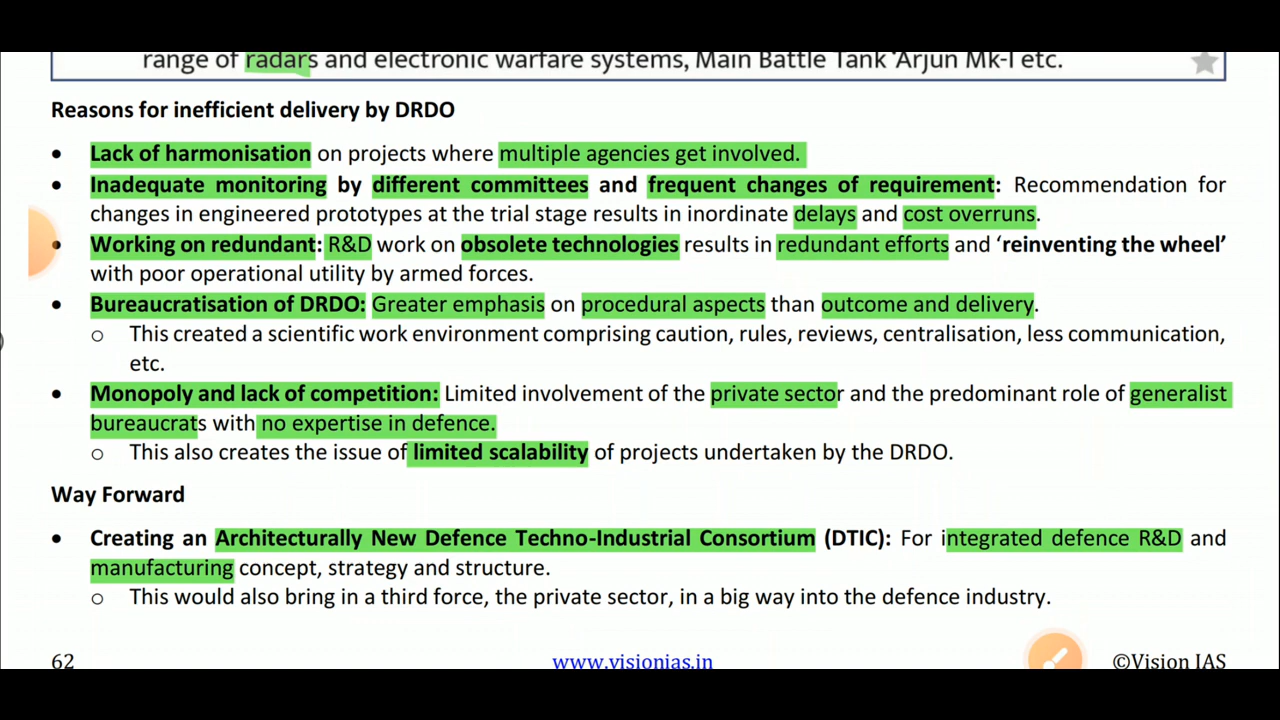 range of radars and electronic warfare systems, Main Battle Tank 'Arjun Mk-I etc.
Reasons for inefficient delivery by DRDO
• Lack of harmonisation on projects where multiple agencies get involved.
• Inadequate monitoring by different committees and frequent changes of requirement: Recommendation for
changes in engineered prototypes at the trial stage results in inordinate delays and cost overruns.
• Working on redundant: R&D work on obsolete technologies results in redundant efforts and ‘reinventing the wheel’
with poor operational utility by armed forces.
• Bureaucratisation of DRDO: Greater emphasis on procedural aspects than outcome and delivery.
o This created a scientific work environment comprising caution, rules, reviews, centralisation, less communication,
etc.
• Monopoly and lack of competition: Limited involvement of the private sector and the predominant role of generalist
bureaucrats with no expertise in defence.
o This also creates the issue of limited scalability of projects undertaken by the DRDO.
Way Forward
• Creating an Architecturally New Defence Techno-Industrial Consortium (DTIC): For integrated defence R&D and
manufacturing concept, strategy and structure.
o This would also bring in a third force, the private sector, in a big way into the defence industry.
62 www.visionias.in ©Vision IAS